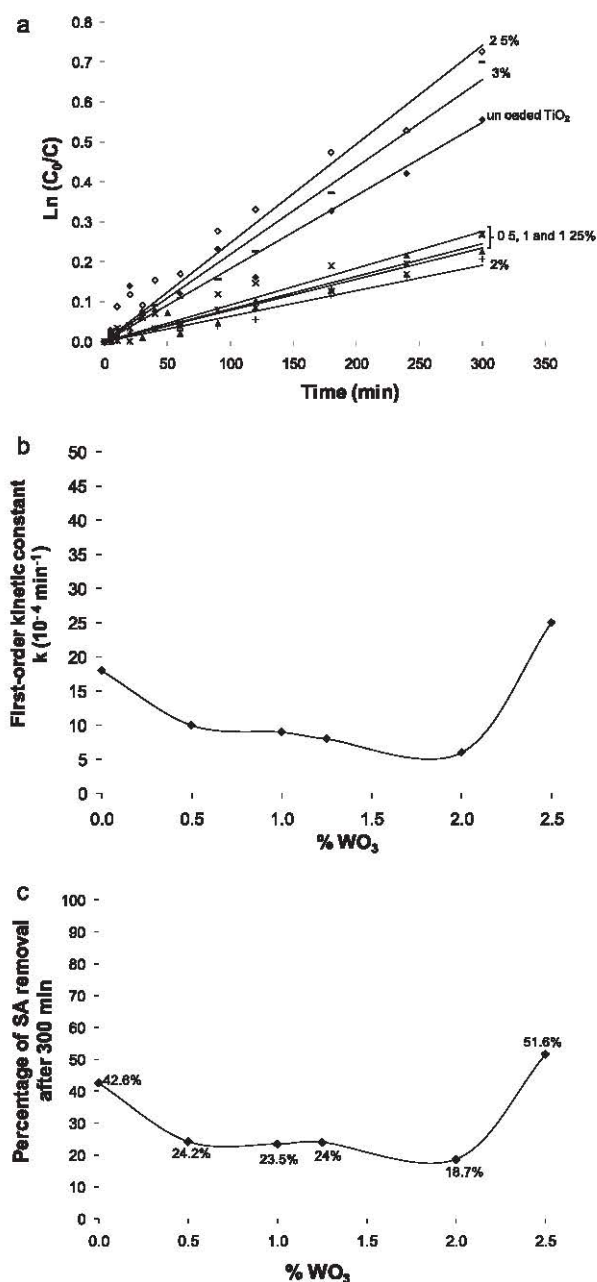 a
0.8
0.7
0.6
0.5
0.4
0.3
0.2
0.1
0.0
Ln (C0/C)
2 5%
3%
un oaded TiO2
0 5, 1 and 1 25%
2%
0 50 100 150 200 250 300 350
Time (min)
b
50
45
40
35
30
25
20
15
10
5
0
First-order kinetic constant
k (10-4 min-1)
0.0 0.5 1.0 1.5 2.0 2.5
% WO3
c
100
90
80
70
60
50
40
30
20
10
0
Percentage of SA removal
after 300 min
42.6%
24.2%
23.5%
24%
18.7%
51.6%
0.0 0.5 1.0 1.5 2.0 2.5
% WO3